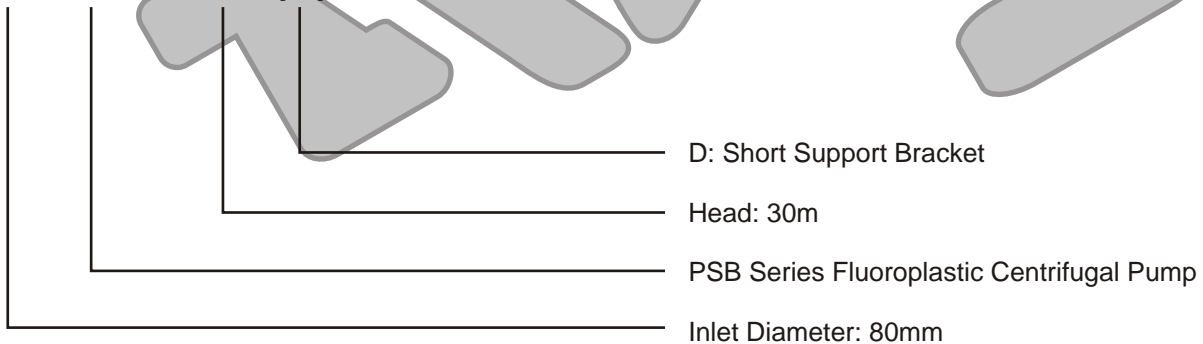 D: Short Support Bracket
Head: 30m
PSB Series Fluoroplastic Centrifugal Pump
Inlet Diameter: 80mm